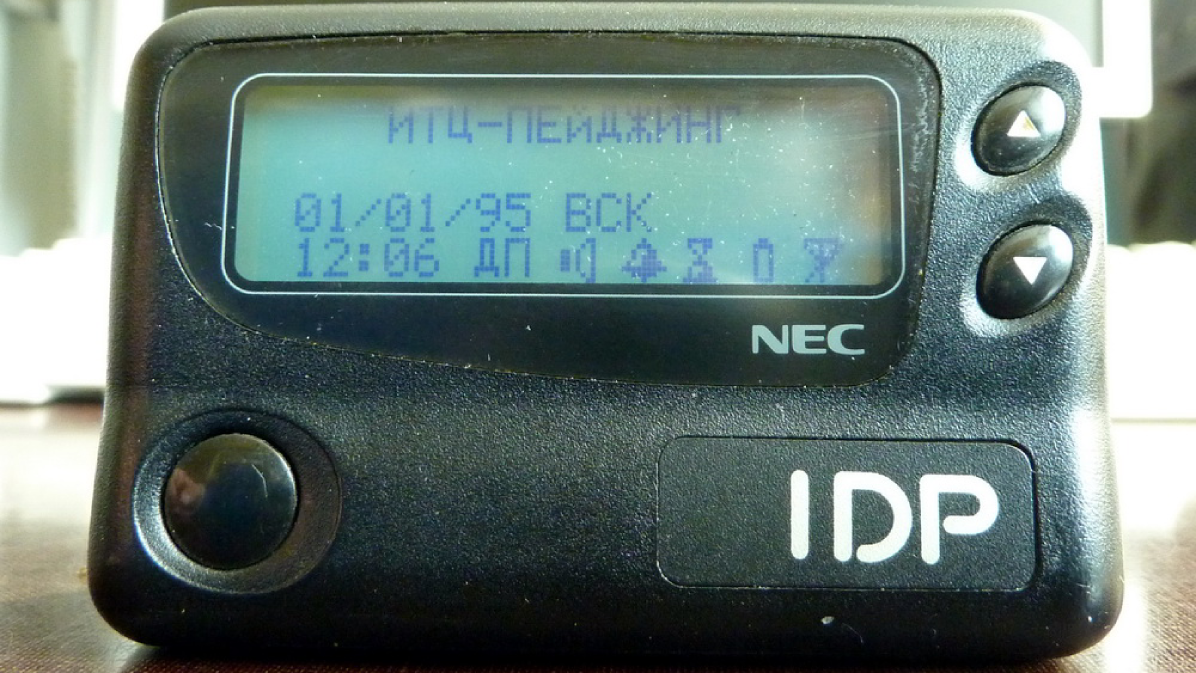 ИТЦ-ПЕЙДЖИНГ
01/01/95 ВСК
12:06 ДП
NEC
IDP